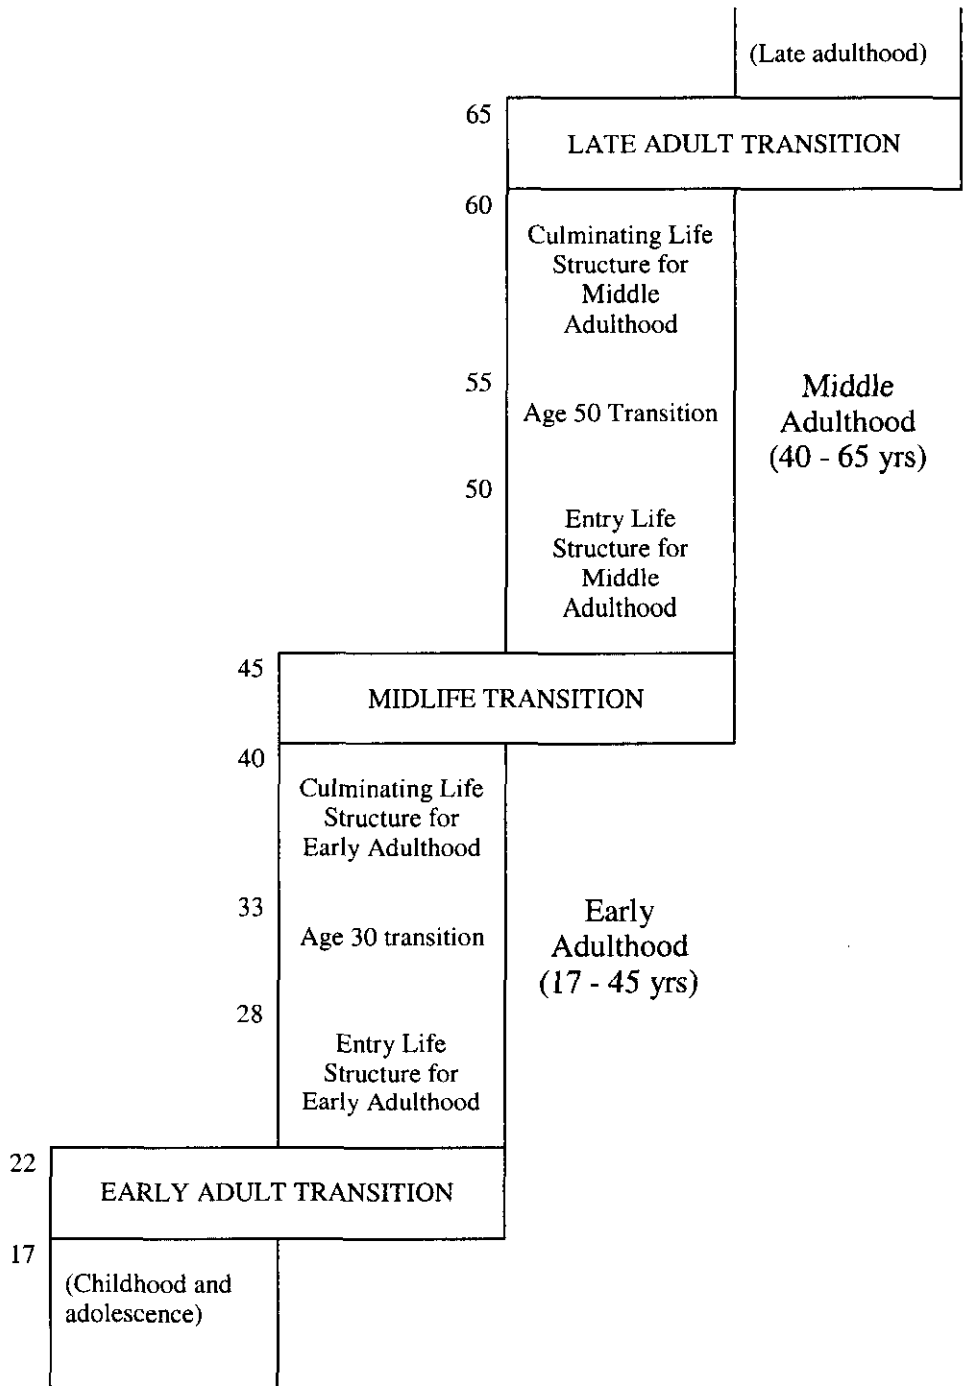 (Late adulthood)
65
LATE ADULT TRANSITION
60
Culminating Life
Structure for
Middle
Adulthood
55
Age 50 Transition
Middle
Adulthood
(40 - 65 yrs)
50
Entry Life
Structure for
Middle
Adulthood
45
MIDLIFE TRANSITION
40
Culminating Life
Structure for
Early Adulthood
33
Age 30 transition
Early
Adulthood
(17 - 45 yrs)
28
Entry Life
Structure for
Early Adulthood
22
EARLY ADULT TRANSITION
17
(Childhood and
adolescence)